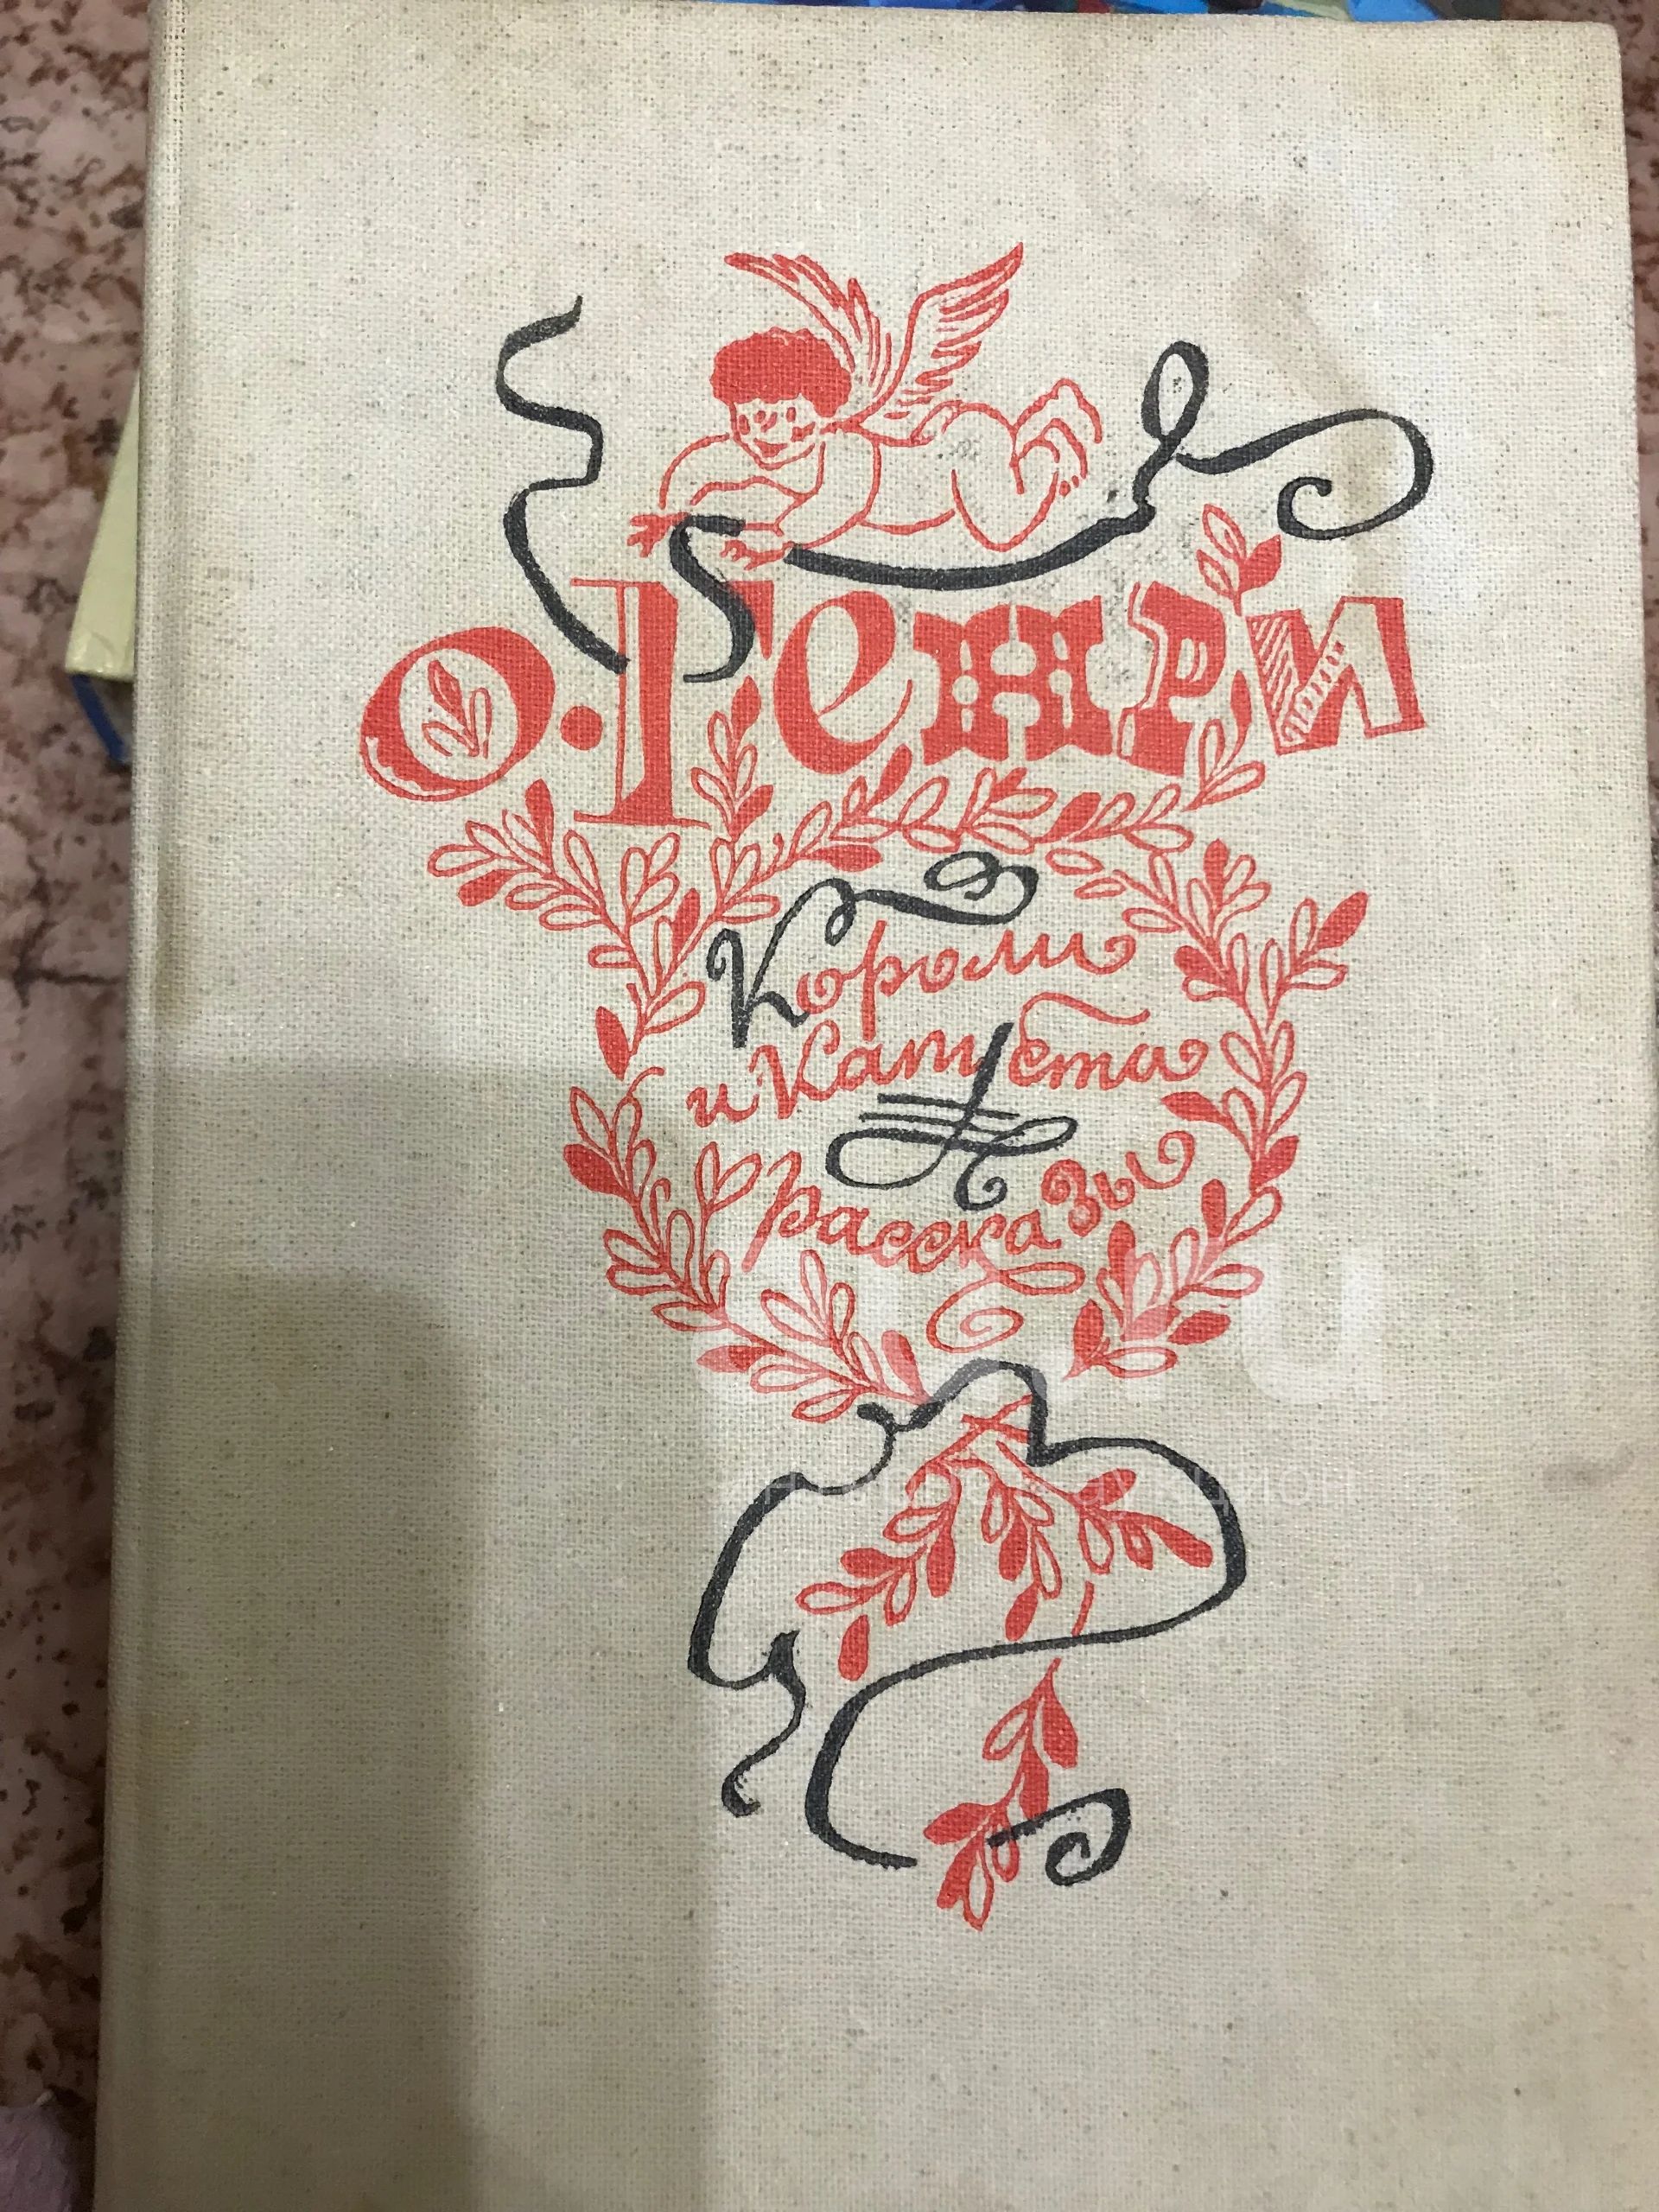 О. Генри
Короли
и Капуста
рассказы